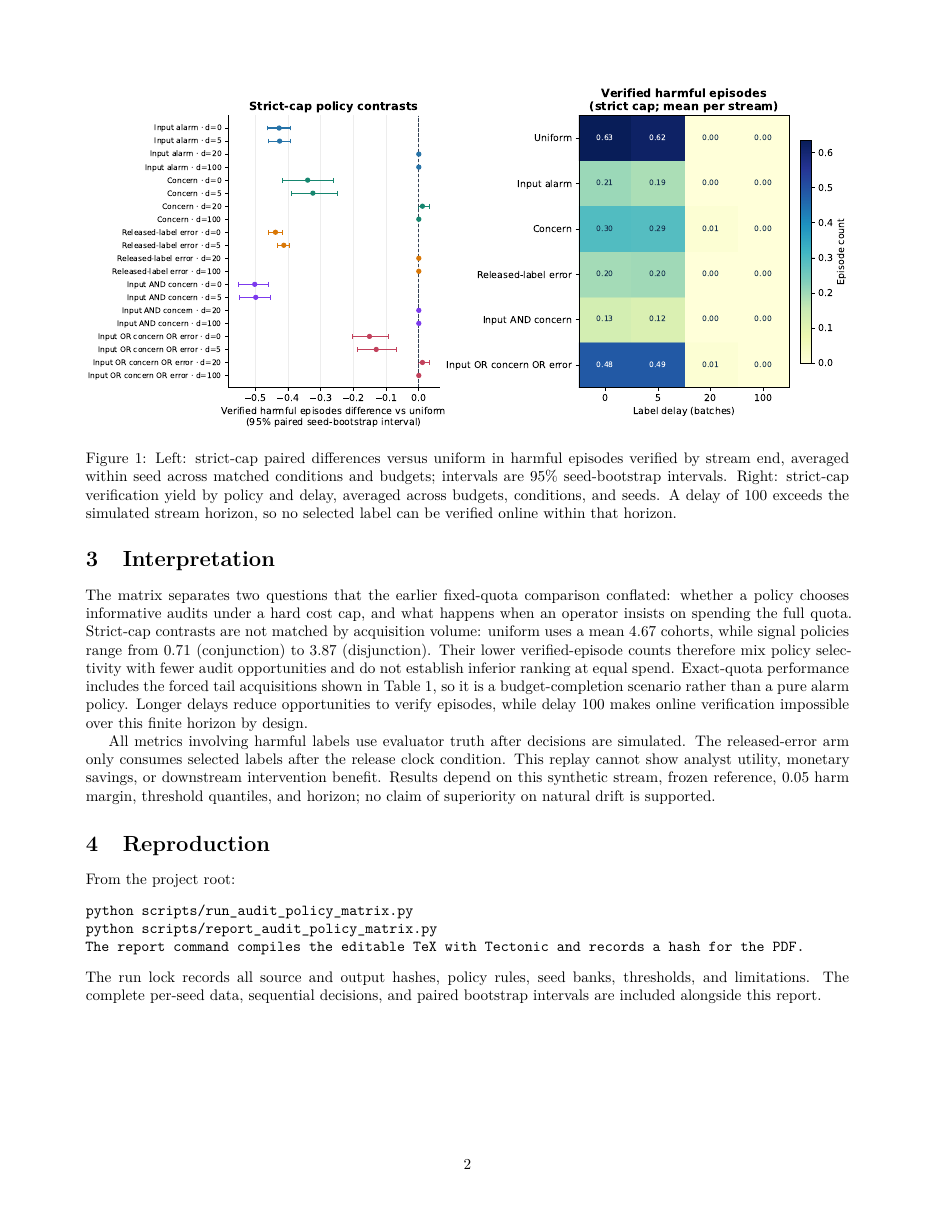 Strict-cap policy contrasts
Input alarm · d=0
Input alarm · d=5
Input alarm · d=20
Input alarm · d=100
Concern · d=0
Concern · d=5
Concern · d=20
Concern · d=100
Released-label error · d=0
Released-label error · d=5
Released-label error · d=20
Released-label error · d=100
Input AND concern · d=0
Input AND concern · d=5
Input AND concern · d=20
Input AND concern · d=100
Input OR concern OR error · d=0
Input OR concern OR error · d=5
Input OR concern OR error · d=20
Input OR concern OR error · d=100
−0.5 −0.4 −0.3 −0.2 −0.1 0.0
Verified harmful episodes difference vs uniform
(95% paired seed-bootstrap interval)
Verified harmful episodes
(strict cap; mean per stream)
Uniform 0.63 0.62 0.00 0.00
Input alarm 0.21 0.19 0.00 0.00
Concern 0.30 0.29 0.01 0.00
Released-label error 0.20 0.20 0.00 0.00
Input AND concern 0.13 0.12 0.00 0.00
Input OR concern OR error 0.48 0.49 0.01 0.00
0 5 20 100
Label delay (batches)
0.6
0.5
0.4
0.3
0.2
0.1
0.0
Episode count
Figure 1: Left: strict-cap paired differences versus uniform in harmful episodes verified by stream end, averaged
within seed across matched conditions and budgets; intervals are 95% seed-bootstrap intervals. Right: strict-cap
verification yield by policy and delay, averaged across budgets, conditions, and seeds. A delay of 100 exceeds the
simulated stream horizon, so no selected label can be verified online within that horizon.
3 Interpretation
The matrix separates two questions that the earlier fixed-quota comparison conflated: whether a policy chooses
informative audits under a hard cost cap, and what happens when an operator insists on spending the full quota.
Strict-cap contrasts are not matched by acquisition volume: uniform uses a mean 4.67 cohorts, while signal policies
range from 0.71 (conjunction) to 3.87 (disjunction). Their lower verified-episode counts therefore mix policy selec-
tivity with fewer audit opportunities and do not establish inferior ranking at equal spend. Exact-quota performance
includes the forced tail acquisitions shown in Table 1, so it is a budget-completion scenario rather than a pure alarm
policy. Longer delays reduce opportunities to verify episodes, while delay 100 makes online verification impossible
over this finite horizon by design.
All metrics involving harmful labels use evaluator truth after decisions are simulated. The released-error arm
only consumes selected labels after the release clock condition. This replay cannot show analyst utility, monetary
savings, or downstream intervention benefit. Results depend on this synthetic stream, frozen reference, 0.05 harm
margin, threshold quantiles, and horizon; no claim of superiority on natural drift is supported.
4 Reproduction
From the project root:
python scripts/run_audit_policy_matrix.py
python scripts/report_audit_policy_matrix.py
The report command compiles the editable TeX with Tectonic and records a hash for the PDF.
The run lock records all source and output hashes, policy rules, seed banks, thresholds, and limitations. The
complete per-seed data, sequential decisions, and paired bootstrap intervals are included alongside this report.
2